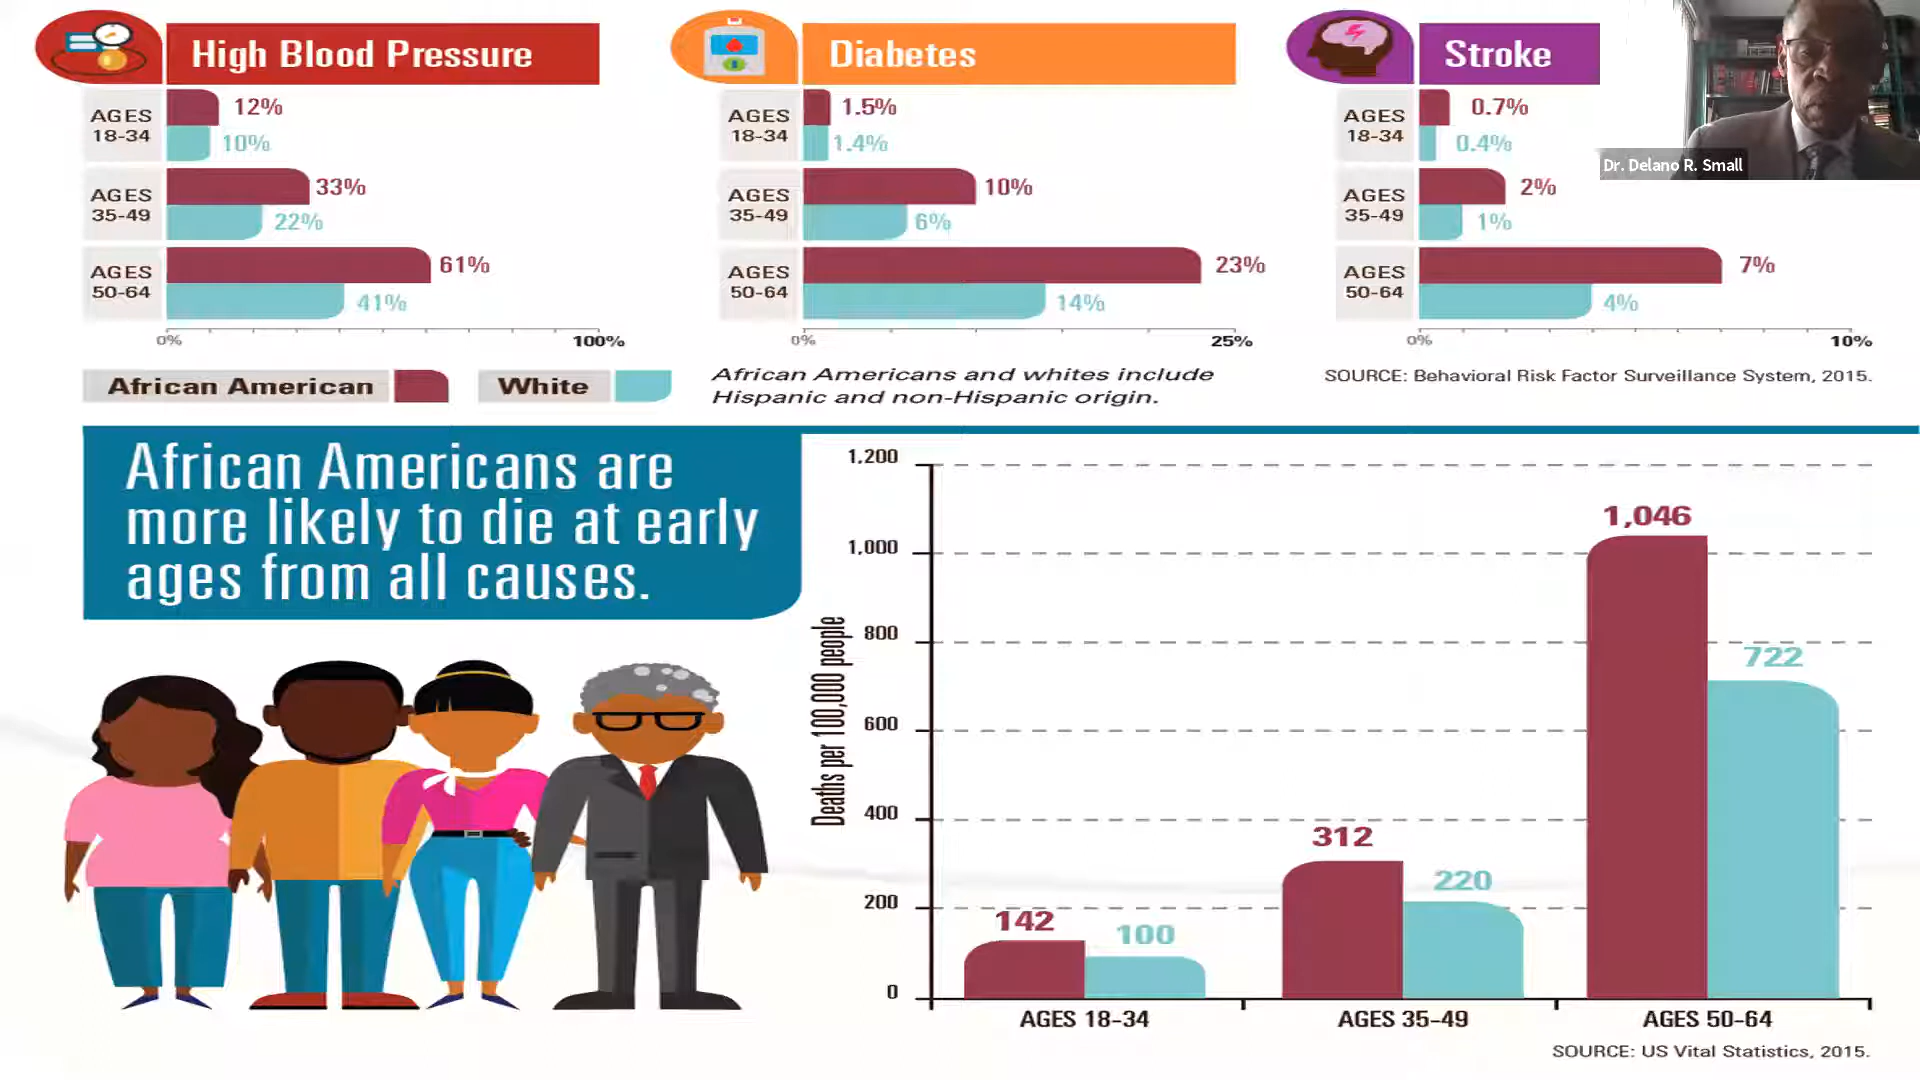 High Blood Pressure
AGES
18-34
12%
10%
AGES
35-49
33%
22%
AGES
50-64
61%
41%
0%
100%
Diabetes
AGES
18-34
1.5%
1.4%
AGES
35-49
10%
6%
AGES
50-64
23%
14%
0%
25%
Stroke
AGES
18-34
0.7%
0.4%
AGES
35-49
2%
1%
AGES
50-64
7%
4%
0%
10%
Dr. Delano R. Small
African American
White
African Americans and whites include
Hispanic and non-Hispanic origin.
SOURCE: Behavioral Risk Factor Surveillance System, 2015.
African Americans are
more likely to die at early
ages from all causes.
Deaths per 100,000 people
1,200
1,000
800
600
400
200
0
142
100
312
220
1,046
722
AGES 18-34
AGES 35-49
AGES 50-64
SOURCE: US Vital Statistics, 2015.